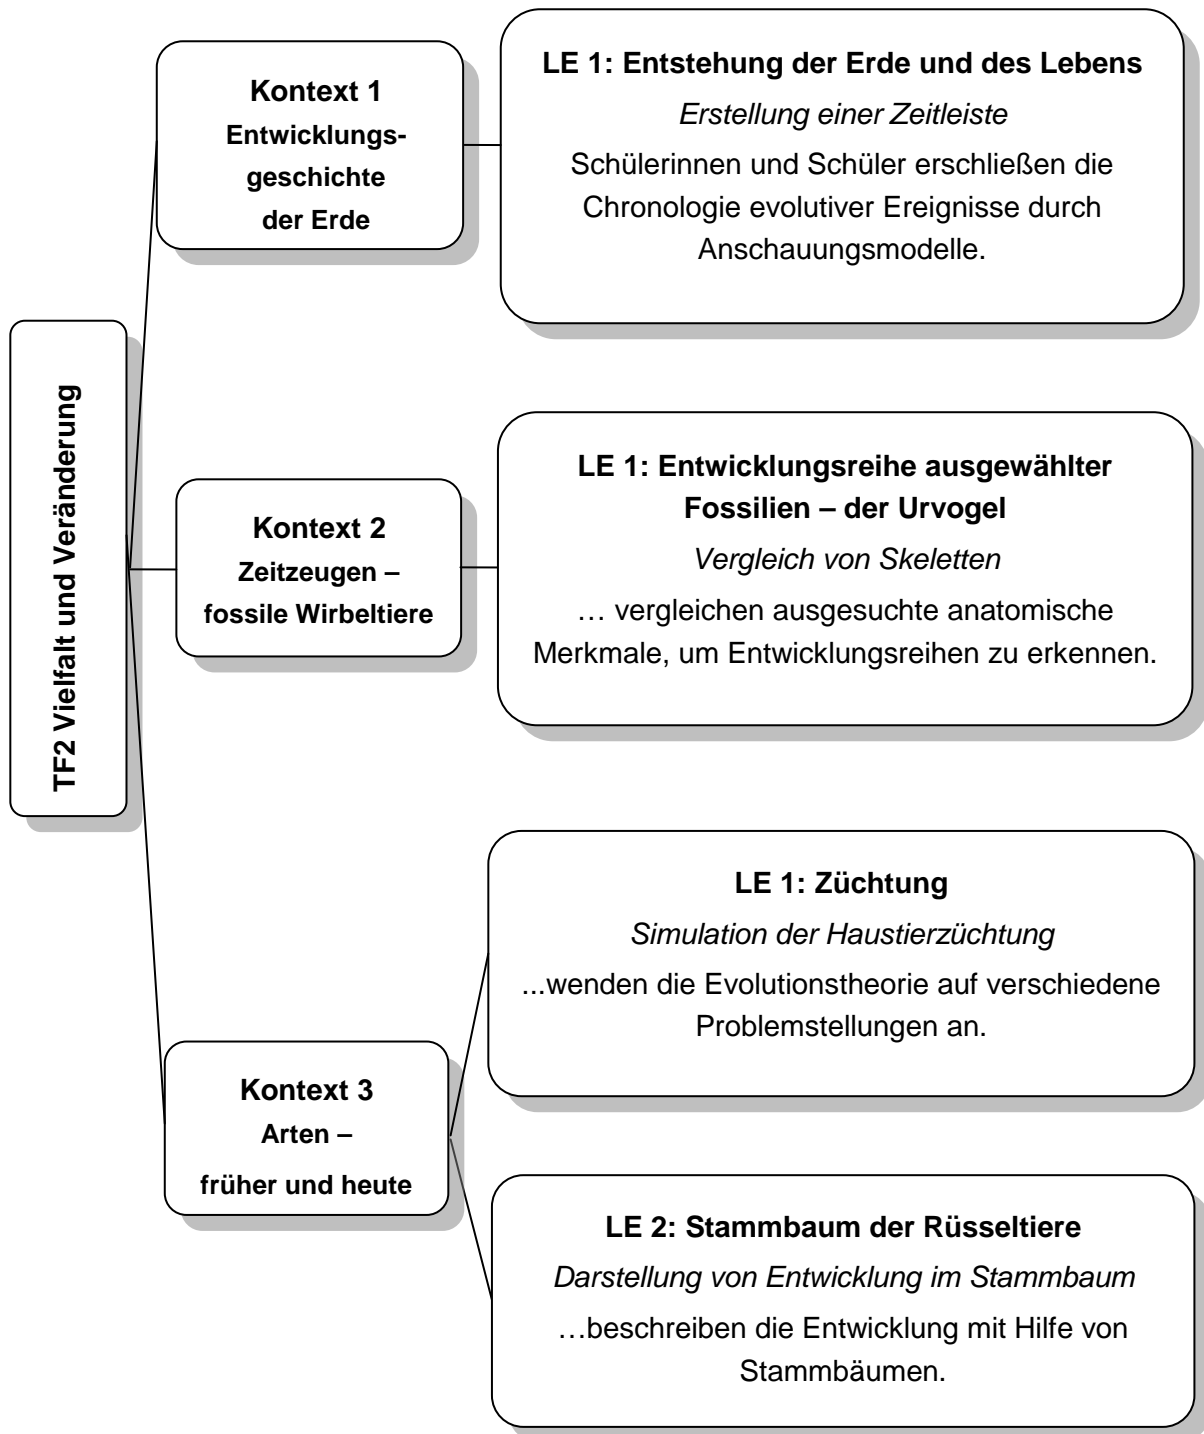 TF2 Vielfalt und Veränderung
Kontext 1
Entwicklungs-
geschichte
der Erde
LE 1: Entstehung der Erde und des Lebens
Erstellung einer Zeitleiste
Schülerinnen und Schüler erschließen die
Chronologie evolutiver Ereignisse durch
Anschauungsmodelle.
Kontext 2
Zeitzeugen –
fossile Wirbeltiere
LE 1: Entwicklungsreihe ausgewählter
Fossilien – der Urvogel
Vergleich von Skeletten
… vergleichen ausgesuchte anatomische
Merkmale, um Entwicklungsreihen zu erkennen.
Kontext 3
Arten –
früher und heute
LE 1: Züchtung
Simulation der Haustierzüchtung
...wenden die Evolutionstheorie auf verschiedene
Problemstellungen an.
LE 2: Stammbaum der Rüsseltiere
Darstellung von Entwicklung im Stammbaum
…beschreiben die Entwicklung mit Hilfe von
Stammbäumen.